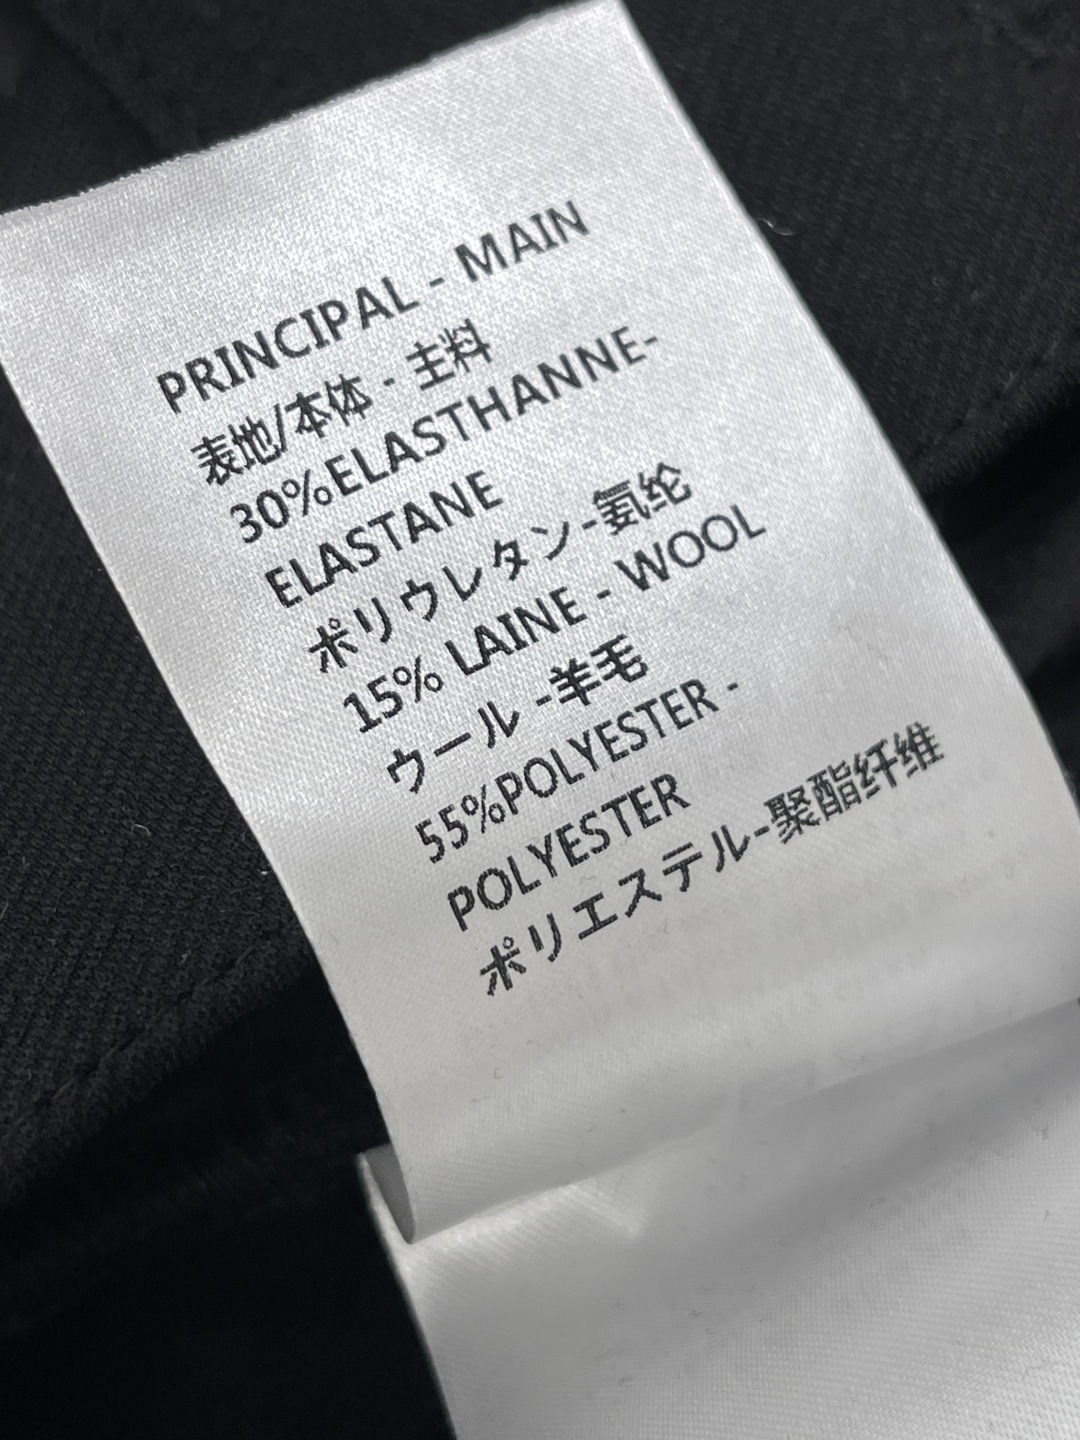 PRINCIPAL - MAIN
表地/本体 - 主料
30%ELASTHANNE-
ELASTANE
ポリウレタン-氨纶
15% LAINE - WOOL
ウール -羊毛
55%POLYESTER -
POLYESTER
ポリエステル-聚酯纤维